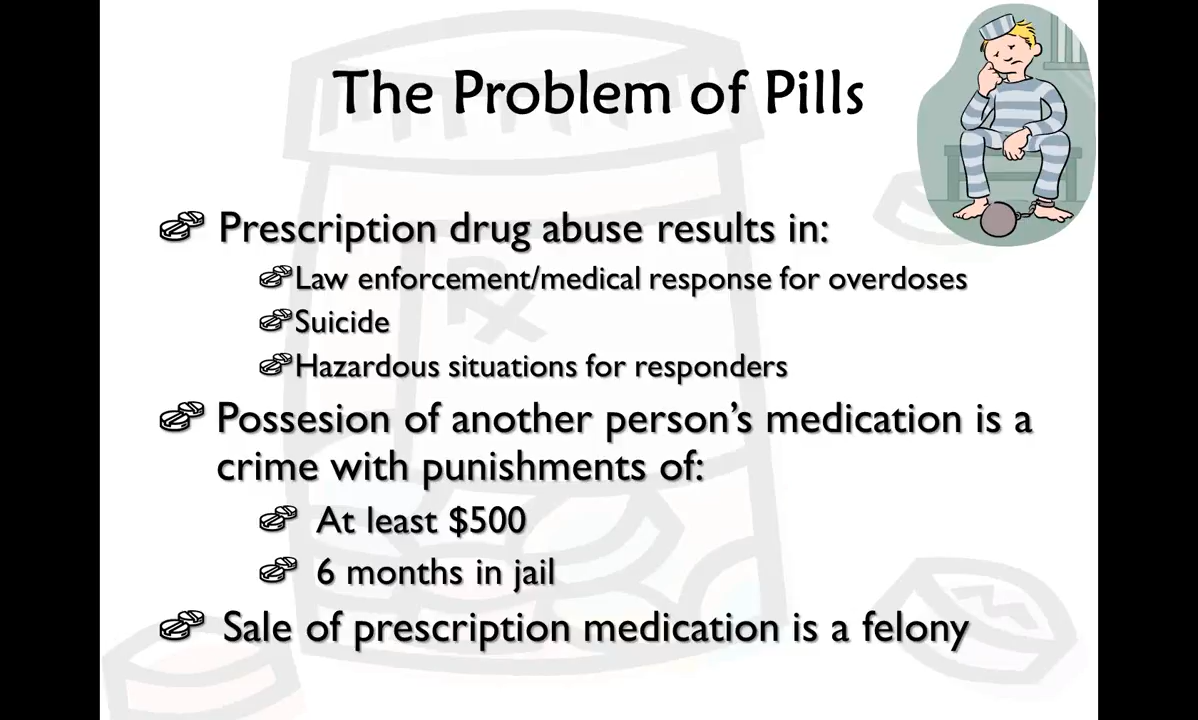 The Problem of Pills
Prescription drug abuse results in:
Law enforcement/medical response for overdoses
Suicide
Hazardous situations for responders
Possesion of another person's medication is a
crime with punishments of:
At least $500
6 months in jail
Sale of prescription medication is a felony
Rx